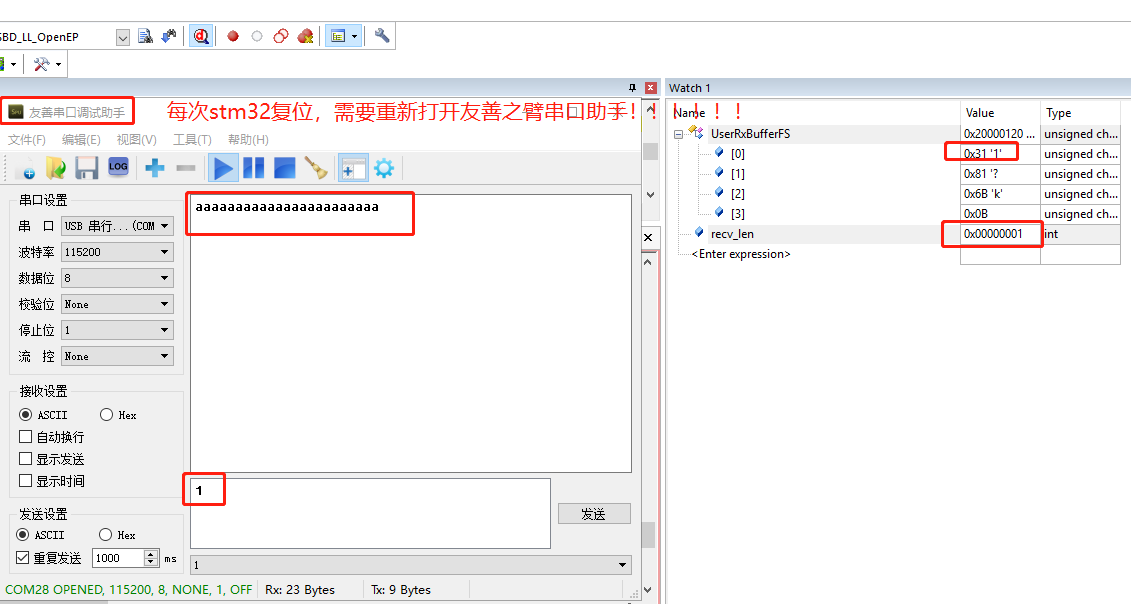 SBD_LL_OpenEP
Watch 1
友善串口调试助手
每次stm32复位，需要重新打开友善之臂串口助手！！！！！！
文件(F) 编辑(E) 视图(V) 工具(T) 帮助(H)
LOG
Name Value Type
UserRxBufferFS 0x20000120 ... unsigned ch...
[0] 0x31 '1' unsigned ch...
[1] 0x81 '? unsigned ch...
[2] 0x6B 'k' unsigned ch...
[3] 0x0B unsigned ch...
recv_len 0x00000001 int
<Enter expression>
串口设置
串 口 USB 串行...(COM
波特率 115200
数据位 8
校验位 None
停止位 1
流 控 None
接收设置
ASCII Hex
自动换行
显示发送
显示时间
发送设置
ASCII Hex
重复发送 1000 ms
aaaaaaaaaaaaaaaaaaaaaaa
1
发送
1
COM28 OPENED, 115200, 8, NONE, 1, OFF Rx: 23 Bytes Tx: 9 Bytes